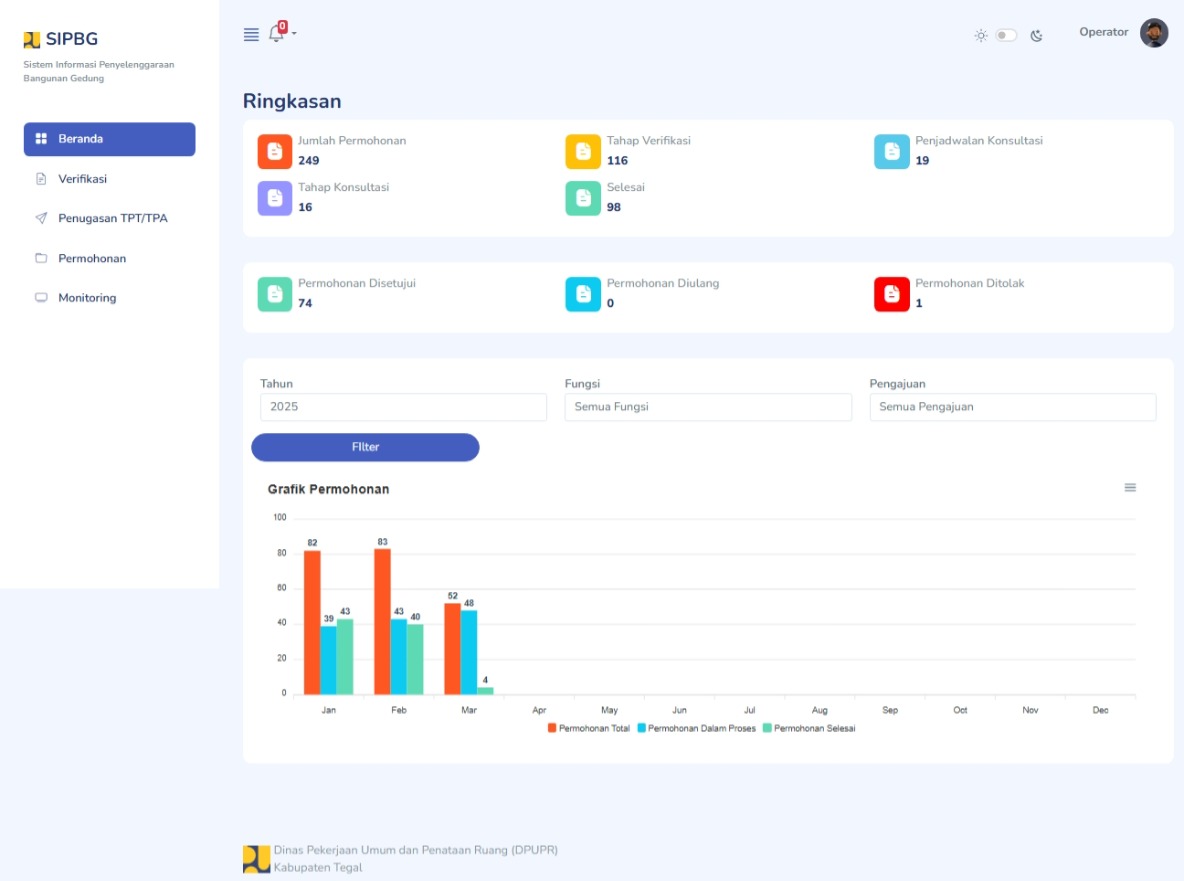 SIPBG
Sistem Informasi Penyelenggaraan
Bangunan Gedung
Beranda
Verifikasi
Penugasan TPT/TPA
Permohonan
Monitoring
0
Operator
Ringkasan
Jumlah Permohonan
249
Tahap Verifikasi
116
Penjadwalan Konsultasi
19
Tahap Konsultasi
16
Selesai
98
Permohonan Disetujui
74
Permohonan Diulang
0
Permohonan Ditolak
1
Tahun
2025
Fungsi
Semua Fungsi
Pengajuan
Semua Pengajuan
FIlter
Grafik Permohonan
100
80
60
40
20
0
82
39
43
83
43
40
52
48
4
Jan Feb Mar Apr May Jun Jul Aug Sep Oct Nov Dec
Permohonan Total Permohonan Dalam Proses Permohonan Selesai
Dinas Pekerjaan Umum dan Penataan Ruang (DPUPR)
Kabupaten Tegal